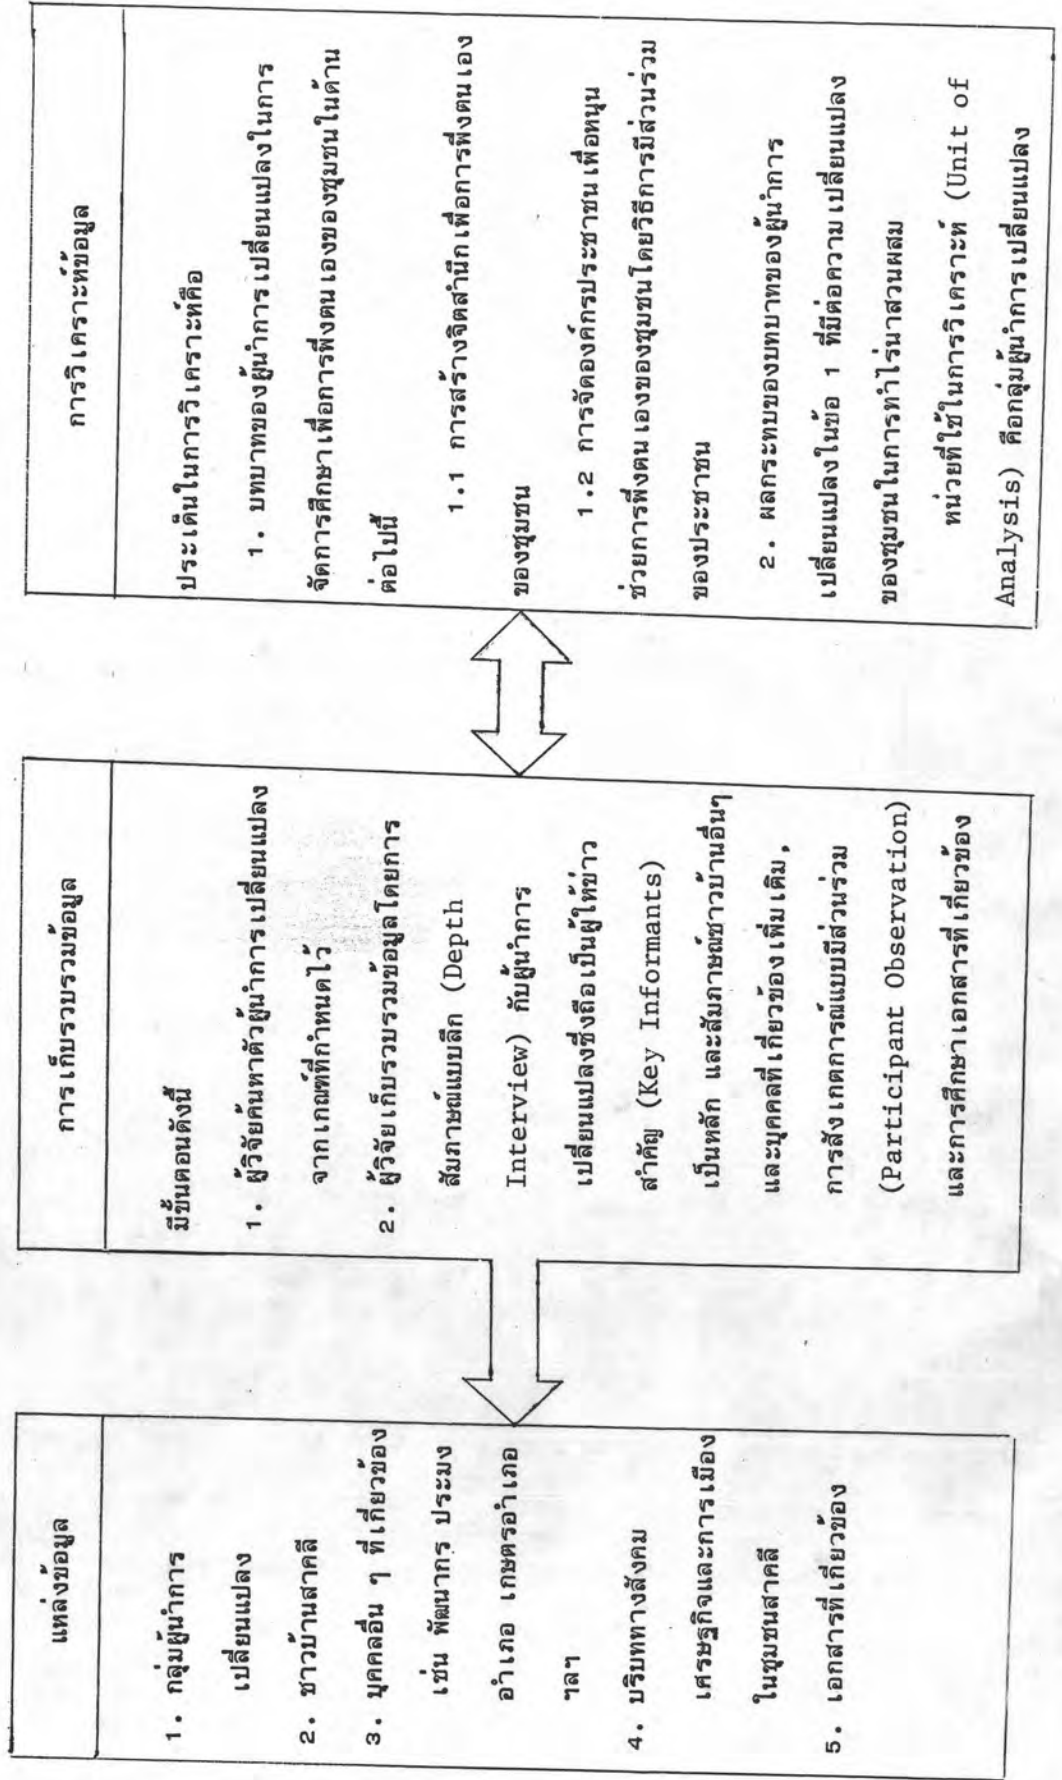 แหล่งข้อมูล
1. กลุ่มผู้นำการ
เปลี่ยนแปลง
2. ชาวบ้านสาคลี
3. บุคคลอื่น ๆ ที่เกี่ยวข้อง
เช่น พัฒนากร ประมง
อำเภอ เกษตรอำเภอ
ฯลฯ
4. บริบททางสังคม
เศรษฐกิจและการเมือง
ในชุมชนสาคลี
5. เอกสารที่เกี่ยวข้อง
การเก็บรวบรวมข้อมูล
มีขั้นตอนดังนี้
1. ผู้วิจัยค้นหาตัวผู้นำการเปลี่ยนแปลง
จากเกณฑ์ที่กำหนดไว้
2. ผู้วิจัยเก็บรวบรวมข้อมูลโดยการ
สัมภาษณ์แบบลึก (Depth
Interview) กับผู้นำการ
เปลี่ยนแปลงซึ่งถือเป็นผู้ให้ข่าว
สำคัญ (Key Informants)
เป็นหลัก และสัมภาษณ์ชาวบ้านอื่นๆ
และบุคคลที่เกี่ยวข้องเพิ่มเติม,
การสังเกตการณ์แบบมีส่วนร่วม
(Participant Observation)
และการศึกษาเอกสารที่เกี่ยวข้อง
การวิเคราะห์ข้อมูล
ประเด็นในการวิเคราะห์คือ
1. บทบาทของผู้นำการเปลี่ยนแปลงในการ
จัดการศึกษาเพื่อการพึ่งตนเองของชุมชนในด้าน
ต่อไปนี้
1.1 การสร้างจิตสำนึกเพื่อการพึ่งตนเอง
ของชุมชน
1.2 การจัดองค์กรประชาชนเพื่อหนุน
ช่วยการพึ่งตนเองของชุมชนโดยวิธีการมีส่วนร่วม
ของประชาชน
2. ผลกระทบของบทบาทของผู้นำการ
เปลี่ยนแปลงในข้อ 1 ที่มีต่อความเปลี่ยนแปลง
ของชุมชนในการทำไร่นาสวนผสม
หน่วยที่ใช้ในการวิเคราะห์ (Unit of
Analysis) คือกลุ่มผู้นำการเปลี่ยนแปลง